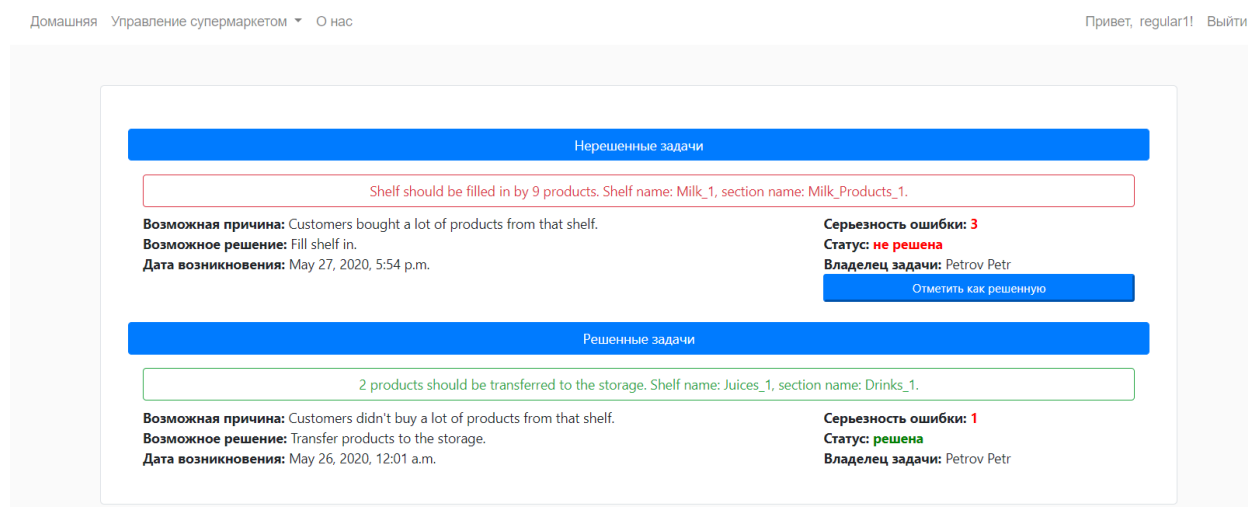 Домашняя Управление супермаркетом О нас Привет, regular1! Выйти
Нерешенные задачи
Shelf should be filled in by 9 products. Shelf name: Milk_1, section name: Milk_Products_1.
Возможная причина: Customers bought a lot of products from that shelf.
Возможное решение: Fill shelf in.
Дата возникновения: May 27, 2020, 5:54 p.m.
Серьезность ошибки: 3
Статус: не решена
Владелец задачи: Petrov Petr
Отметить как решенную
Решенные задачи
2 products should be transferred to the storage. Shelf name: Juices_1, section name: Drinks_1.
Возможная причина: Customers didn't buy a lot of products from that shelf.
Возможное решение: Transfer products to the storage.
Дата возникновения: May 26, 2020, 12:01 a.m.
Серьезность ошибки: 1
Статус: решена
Владелец задачи: Petrov Petr